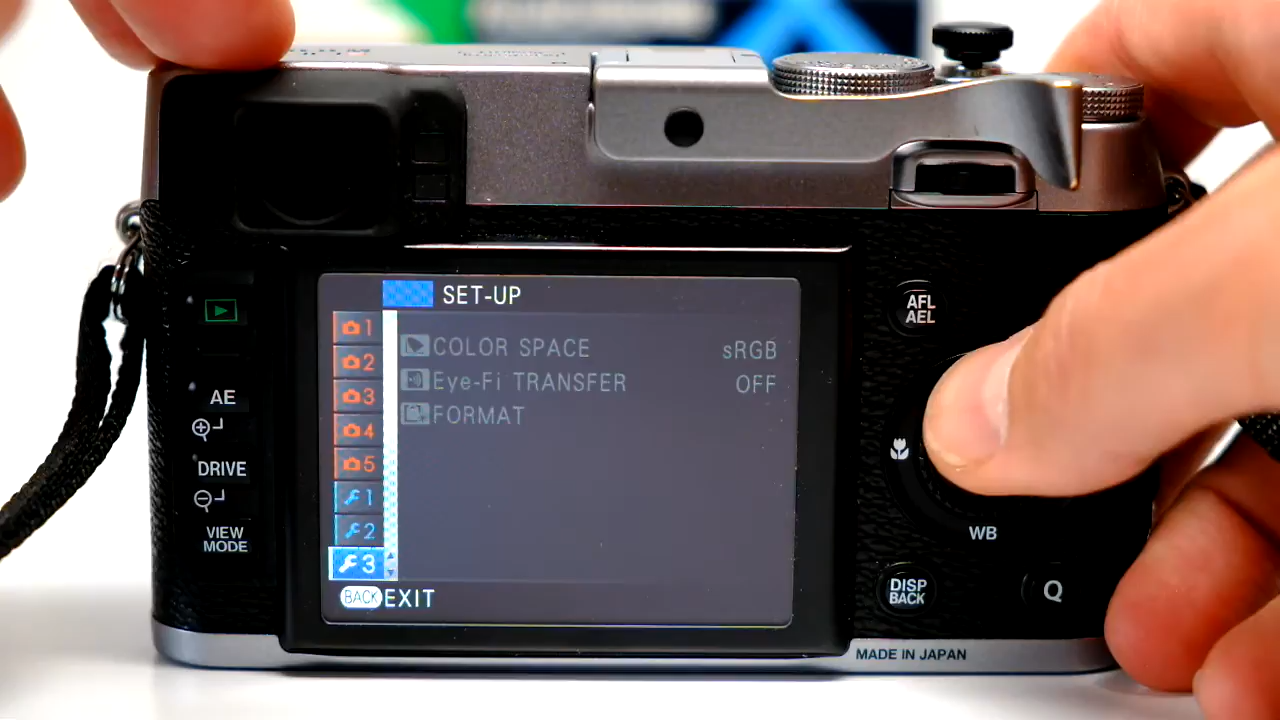 SET-UP
1
COLOR SPACE sRGB
2
Eye-Fi TRANSFER OFF
3
FORMAT
4
5
1
2
3
BACK EXIT
AE
DRIVE
VIEW
MODE
AFL
AEL
WB
DISP
BACK
Q
MADE IN JAPAN